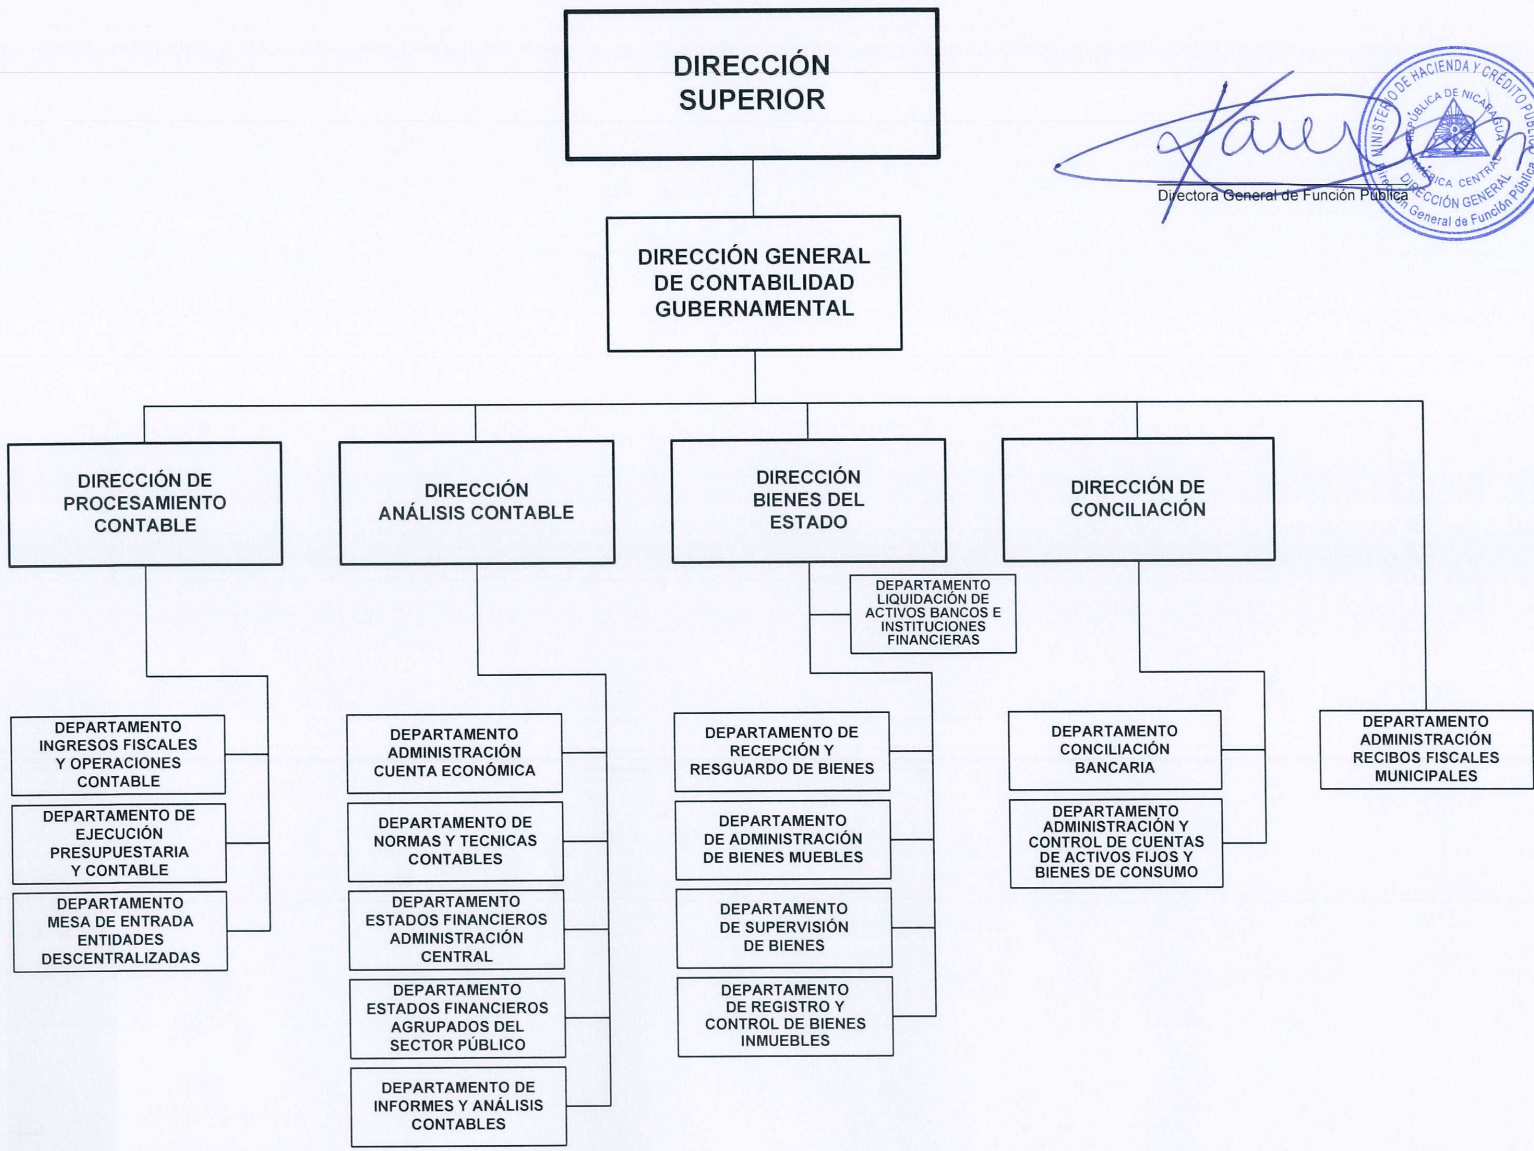 DIRECCIÓN
SUPERIOR
MINISTERIO DE HACIENDA Y CRÉDITO PÚBLICO
REPÚBLICA DE NICARAGUA
AMÉRICA CENTRAL
DIRECCIÓN GENERAL
Dirección General de Función Pública
Directora General de Función Pública
DIRECCIÓN GENERAL
DE CONTABILIDAD
GUBERNAMENTAL
DIRECCIÓN DE
PROCESAMIENTO
CONTABLE
DIRECCIÓN
ANÁLISIS CONTABLE
DIRECCIÓN
BIENES DEL
ESTADO
DIRECCIÓN DE
CONCILIACIÓN
DEPARTAMENTO
LIQUIDACIÓN DE
ACTIVOS BANCOS E
INSTITUCIONES
FINANCIERAS
DEPARTAMENTO
INGRESOS FISCALES
Y OPERACIONES
CONTABLE
DEPARTAMENTO DE
EJECUCIÓN
PRESUPUESTARIA
Y CONTABLE
DEPARTAMENTO
MESA DE ENTRADA
ENTIDADES
DESCENTRALIZADAS
DEPARTAMENTO
ADMINISTRACIÓN
CUENTA ECONÓMICA
DEPARTAMENTO DE
NORMAS Y TECNICAS
CONTABLES
DEPARTAMENTO
ESTADOS FINANCIEROS
ADMINISTRACIÓN
CENTRAL
DEPARTAMENTO
ESTADOS FINANCIEROS
AGRUPADOS DEL
SECTOR PÚBLICO
DEPARTAMENTO DE
INFORMES Y ANÁLISIS
CONTABLES
DEPARTAMENTO DE
RECEPCIÓN Y
RESGUARDO DE BIENES
DEPARTAMENTO
DE ADMINISTRACIÓN
DE BIENES MUEBLES
DEPARTAMENTO
DE SUPERVISIÓN
DE BIENES
DEPARTAMENTO
DE REGISTRO Y
CONTROL DE BIENES
INMUEBLES
DEPARTAMENTO
CONCILIACIÓN
BANCARIA
DEPARTAMENTO
ADMINISTRACIÓN Y
CONTROL DE CUENTAS
DE ACTIVOS FIJOS Y
BIENES DE CONSUMO
DEPARTAMENTO
ADMINISTRACIÓN
RECIBOS FISCALES
MUNICIPALES